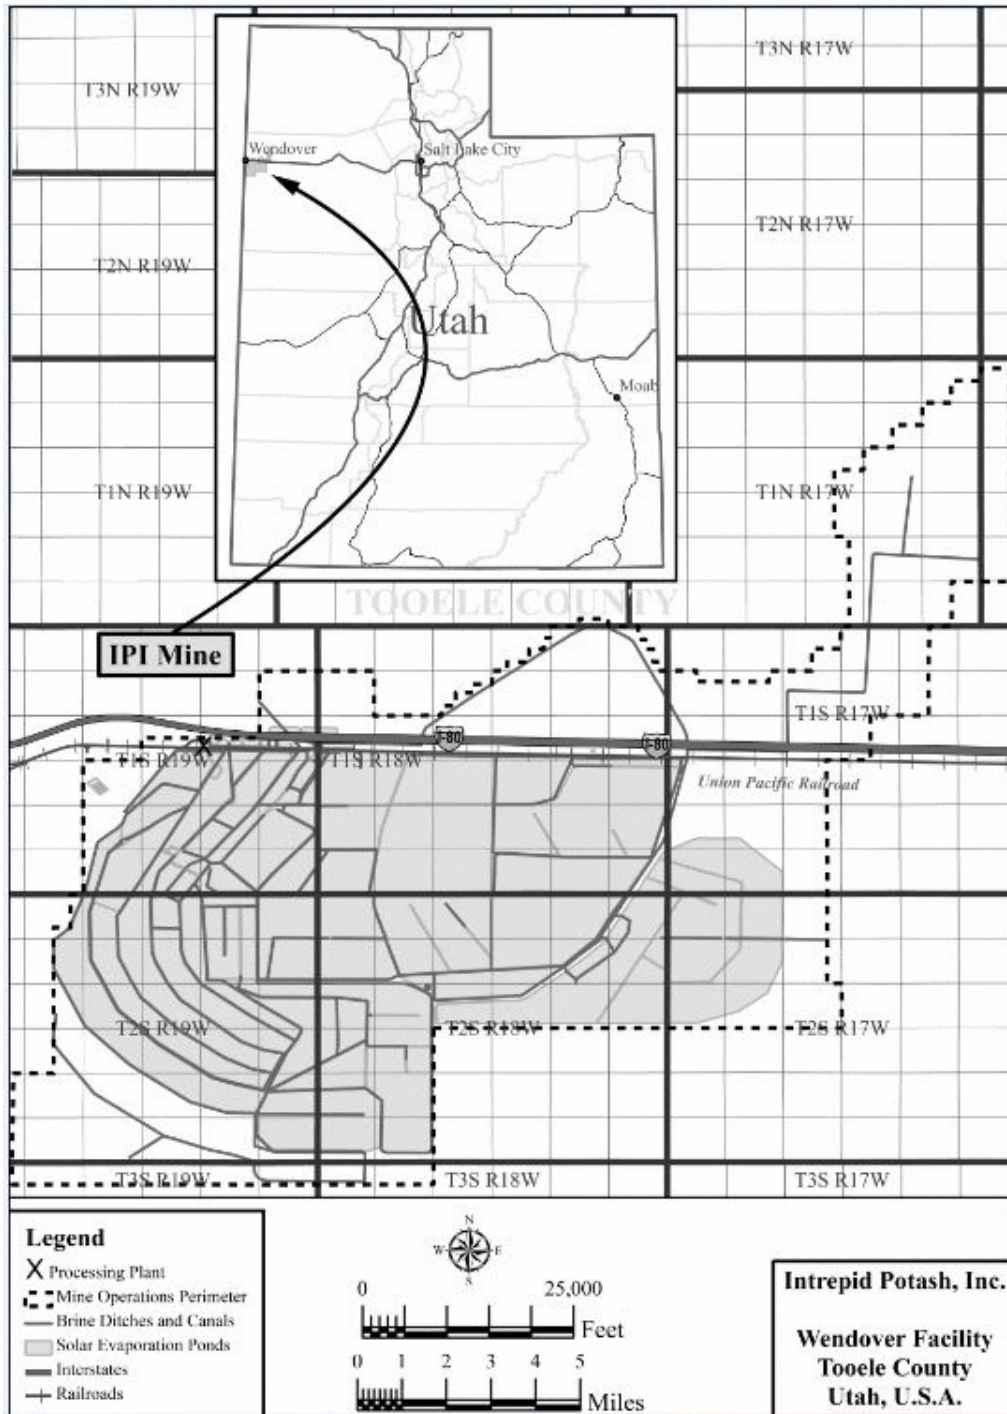 T3N R19W
T3N R17W
Wendover
Salt Lake City
T2N R19W
T2N R17W
Utah
Moab
T1N R19W
T1N R17W
TOOELE COUNTY
IPI Mine
T1S R17W
I-80
I-80
T1S R19W
T1S R18W
Union Pacific Railroad
T2S R19W
T2S R18W
T2S R17W
T3S R19W
T3S R18W
T3S R17W
Legend
X Processing Plant
Mine Operations Perimeter
Brine Ditches and Canals
Solar Evaporation Ponds
Interstates
Railroads
N
W E
S
0 25,000
Feet
0 1 2 3 4 5
Miles
Intrepid Potash, Inc.
Wendover Facility
Tooele County
Utah, U.S.A.